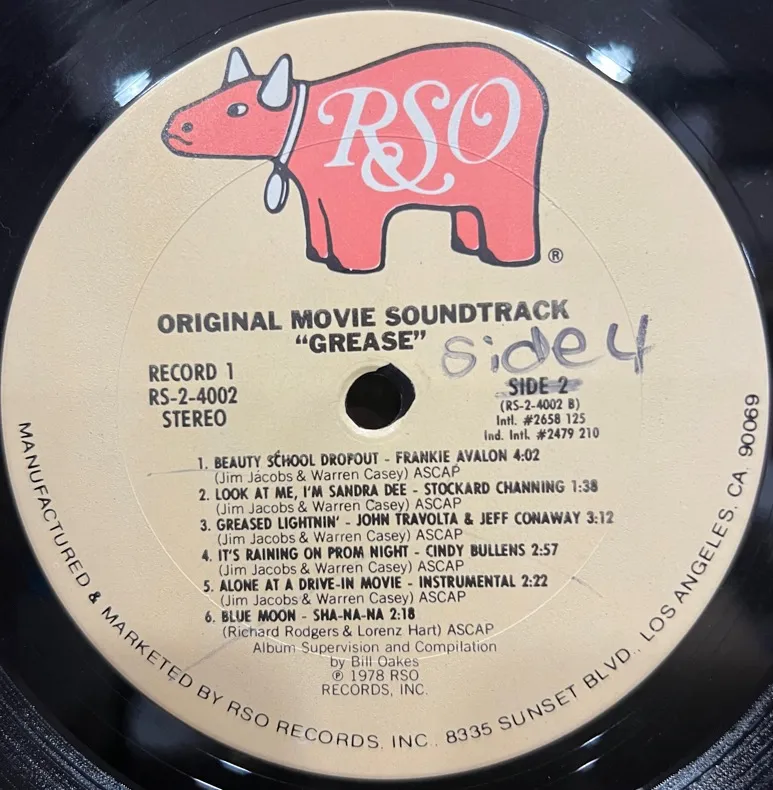 RSO
®
ORIGINAL MOVIE SOUNDTRACK
"GREASE"
Side 4
RECORD 1
RS-2-4002
STEREO
SIDE 2
(RS-2-4002 B)
Intl. #2658 125
Ind. Intl. #2479 210
1. BEAUTY SCHOOL DROPOUT - FRANKIE AVALON 4:02
(Jim Jacobs & Warren Casey) ASCAP
2. LOOK AT ME, I'M SANDRA DEE - STOCKARD CHANNING 1:38
(Jim Jacobs & Warren Casey) ASCAP
3. GREASED LIGHTNIN' - JOHN TRAVOLTA & JEFF CONAWAY 3:12
(Jim Jacobs & Warren Casey) ASCAP
4. IT'S RAINING ON PROM NIGHT - CINDY BULLENS 2:57
(Jim Jacobs & Warren Casey) ASCAP
5. ALONE AT A DRIVE-IN MOVIE - INSTRUMENTAL 2:22
(Jim Jacobs & Warren Casey) ASCAP
6. BLUE MOON - SHA-NA-NA 2:18
(Richard Rodgers & Lorenz Hart) ASCAP
Album Supervision and Compilation
by Bill Oakes
℗ 1978 RSO
RECORDS, INC.
MANUFACTURED & MARKETED BY RSO RECORDS, INC., 8335 SUNSET BLVD., LOS ANGELES, CA. 90069